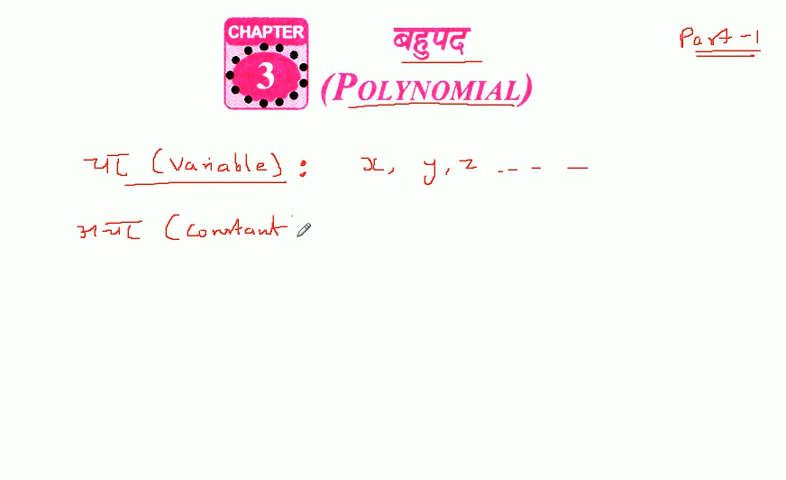 CHAPTER
3
बहुपद
(POLYNOMIAL)
Part-1
चर (Variable) : x, y, z ... - -
अचर (Constant